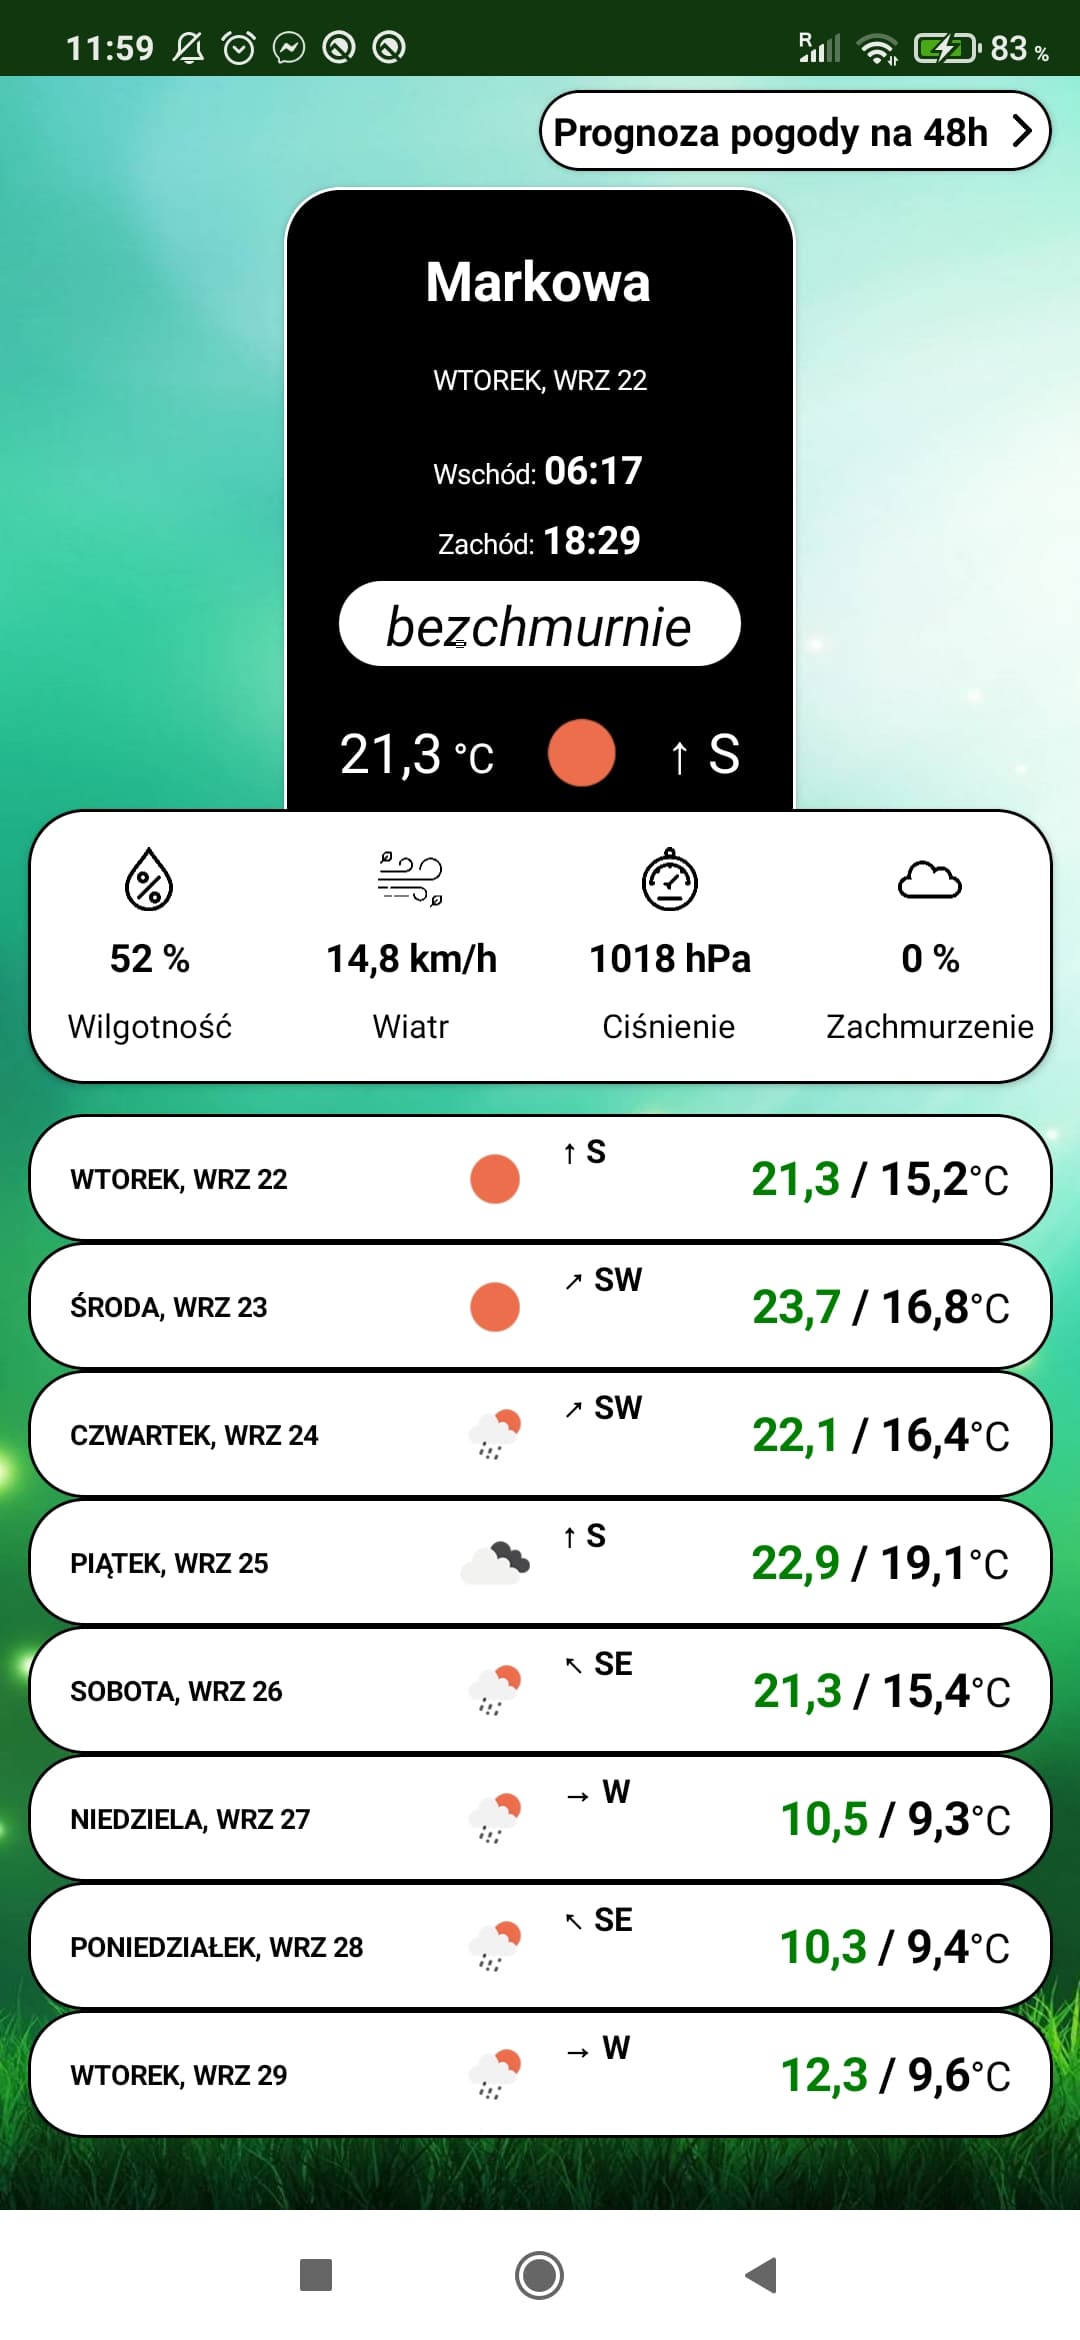 11:59 83 %
Prognoza pogody na 48h
Markowa
WTOREK, WRZ 22
Wschód: 06:17
Zachód: 18:29
bezchmurnie
21,3 °C ↑ S
52 % 14,8 km/h 1018 hPa 0 %
Wilgotność Wiatr Ciśnienie Zachmurzenie
WTOREK, WRZ 22 ↑ S 21,3 / 15,2°C
ŚRODA, WRZ 23 ↗ SW 23,7 / 16,8°C
CZWARTEK, WRZ 24 ↗ SW 22,1 / 16,4°C
PIĄTEK, WRZ 25 ↑ S 22,9 / 19,1°C
SOBOTA, WRZ 26 ↖ SE 21,3 / 15,4°C
NIEDZIELA, WRZ 27 → W 10,5 / 9,3°C
PONIEDZIAŁEK, WRZ 28 ↖ SE 10,3 / 9,4°C
WTOREK, WRZ 29 → W 12,3 / 9,6°C